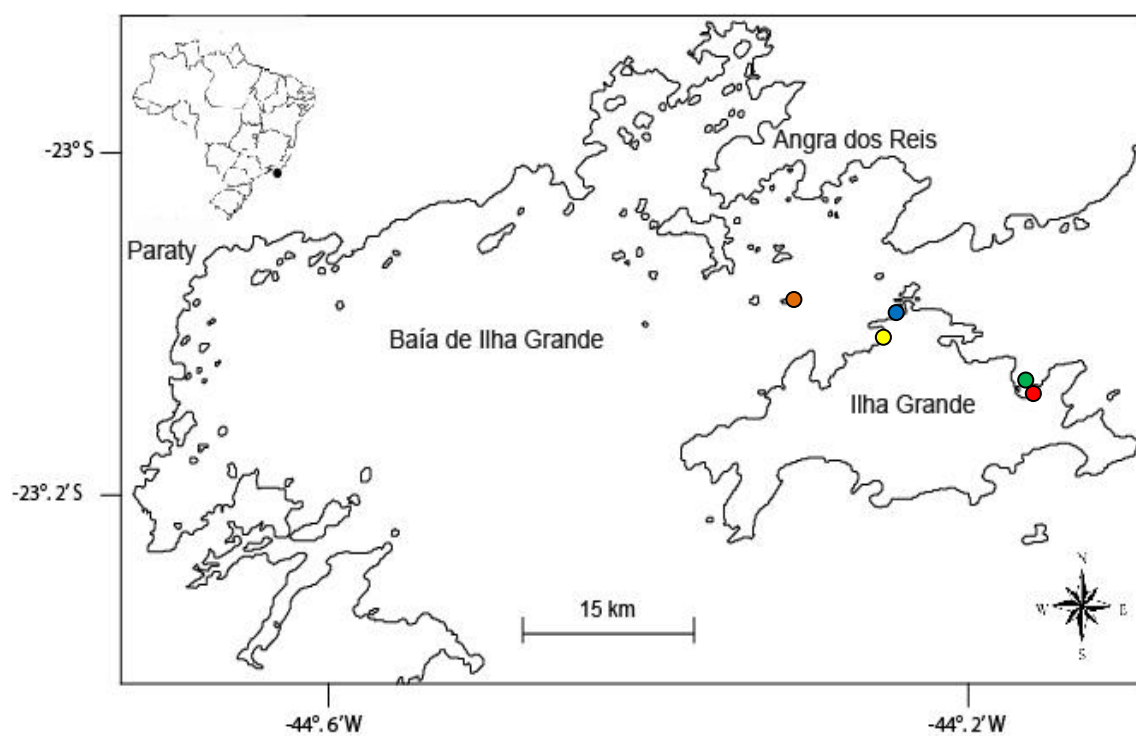 -23°S
Angra dos Reis
Paraty
Baía de Ilha Grande
Ilha Grande
-23°.2'S
15 km
N
W E
S
-44°.6'W
-44°.2'W